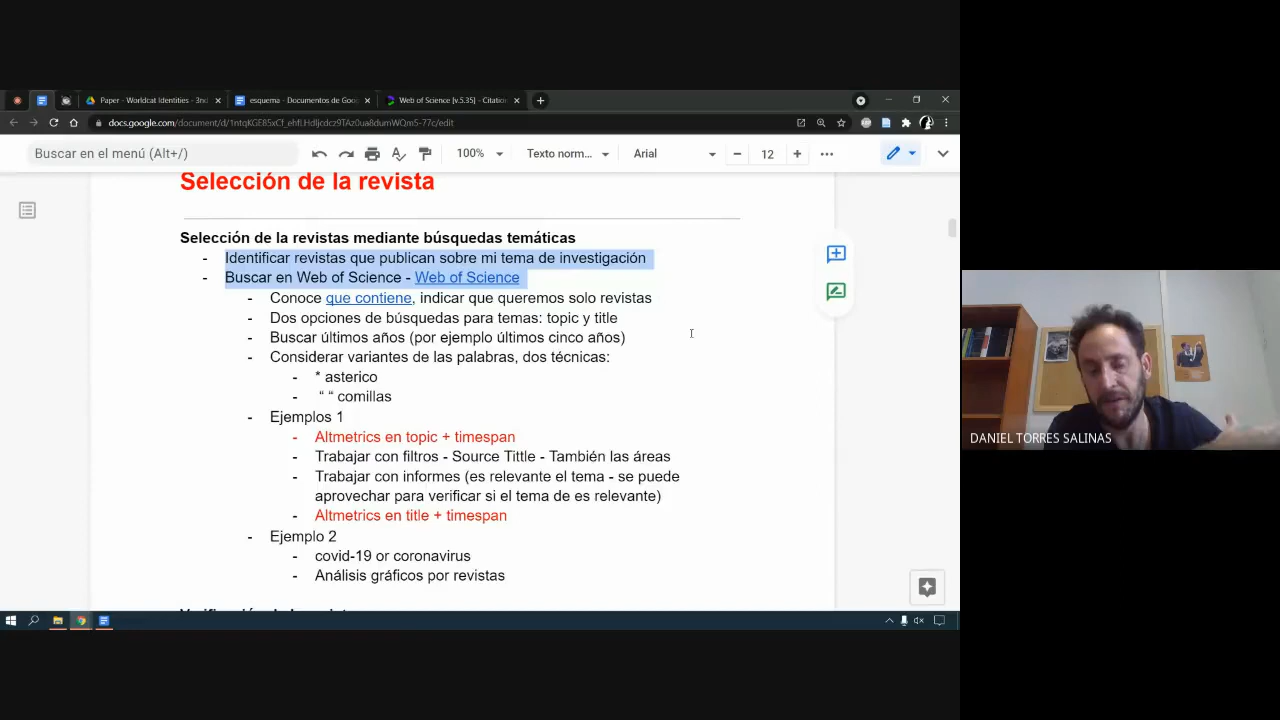 Paper - Worldcat Identities - 3nd
esquema - Documentos de Goo
Web of Science [v.5.35] - Citation
docs.google.com/document/d/
/edit
Buscar en el menú (Alt+/)
100%
Texto norm...
Arial
12
Selección de la revista
Selección de la revistas mediante búsquedas temáticas
- Identificar revistas que publican sobre mi tema de investigación
- Buscar en Web of Science - Web of Science
- Conoce que contiene, indicar que queremos solo revistas
- Dos opciones de búsquedas para temas: topic y title
- Buscar últimos años (por ejemplo últimos cinco años)
- Considerar variantes de las palabras, dos técnicas:
- * asterico
- “ “ comillas
- Ejemplos 1
- Altmetrics en topic + timespan
- Trabajar con filtros - Source Tittle - También las áreas
- Trabajar con informes (es relevante el tema - se puede
aprovechar para verificar si el tema de es relevante)
- Altmetrics en title + timespan
- Ejemplo 2
- covid-19 or coronavirus
- Análisis gráficos por revistas
DANIEL TORRES SALINAS